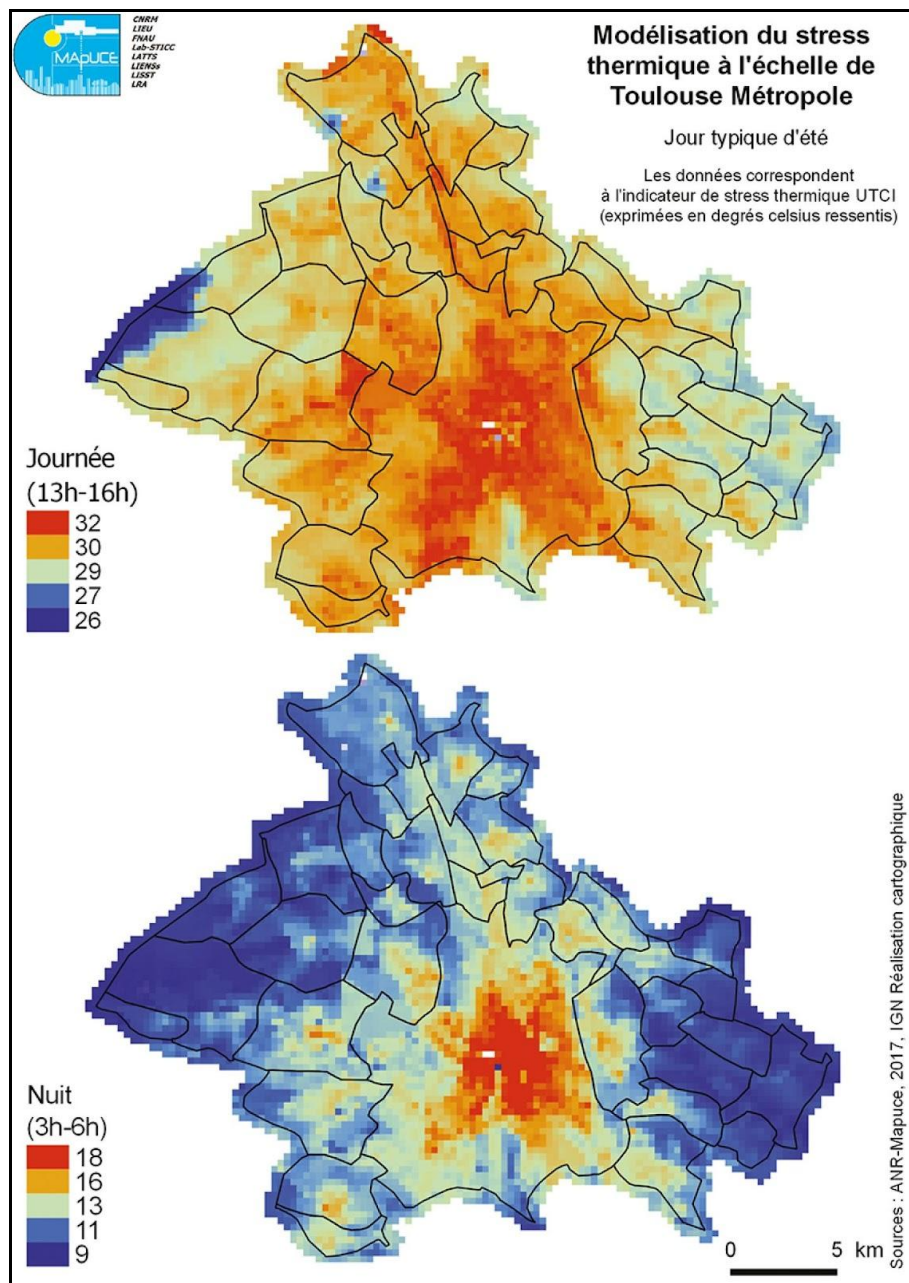 CNRM
LIEU
FNAU
Lab-STICC
LATTS
LIENSs
LISST
LRA
MApUCE
Modélisation du stress
thermique à l'échelle de
Toulouse Métropole
Jour typique d'été
Les données correspondent
à l'indicateur de stress thermique UTCI
(exprimées en degrés celsius ressentis)
Journée
(13h-16h)
32
30
29
27
26
Nuit
(3h-6h)
18
16
13
11
9
0 5 km
Sources : ANR-Mapuce, 2017, IGN Réalisation cartographique